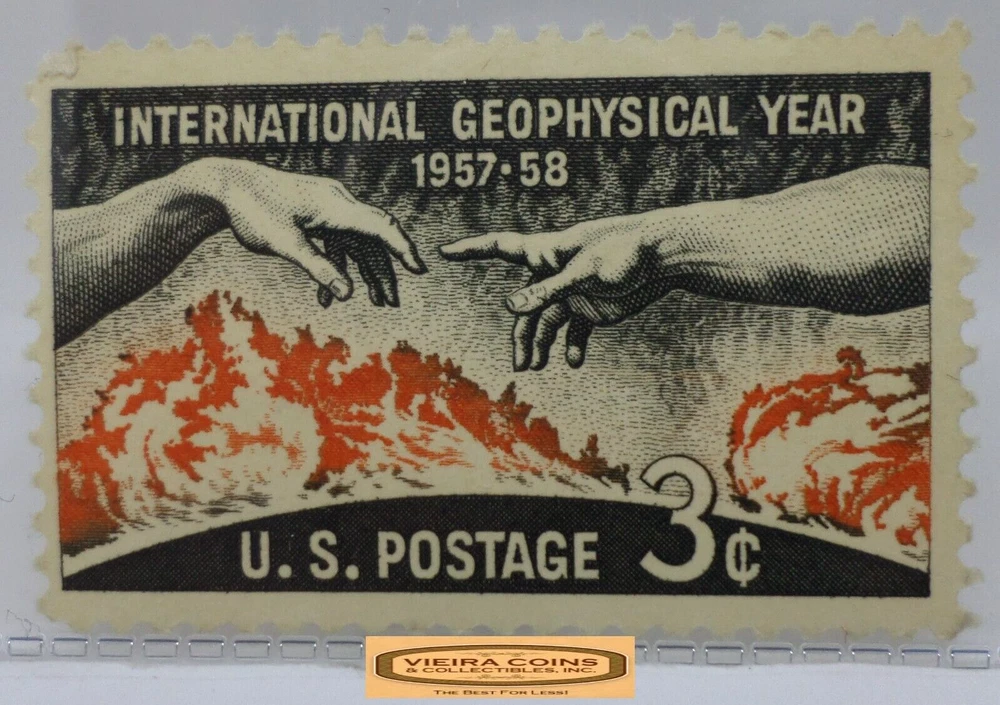 INTERNATIONAL GEOPHYSICAL YEAR
1957·58
U. S. POSTAGE 3¢
VIEIRA COINS
& COLLECTIBLES, INC.
THE BEST FOR LESS!